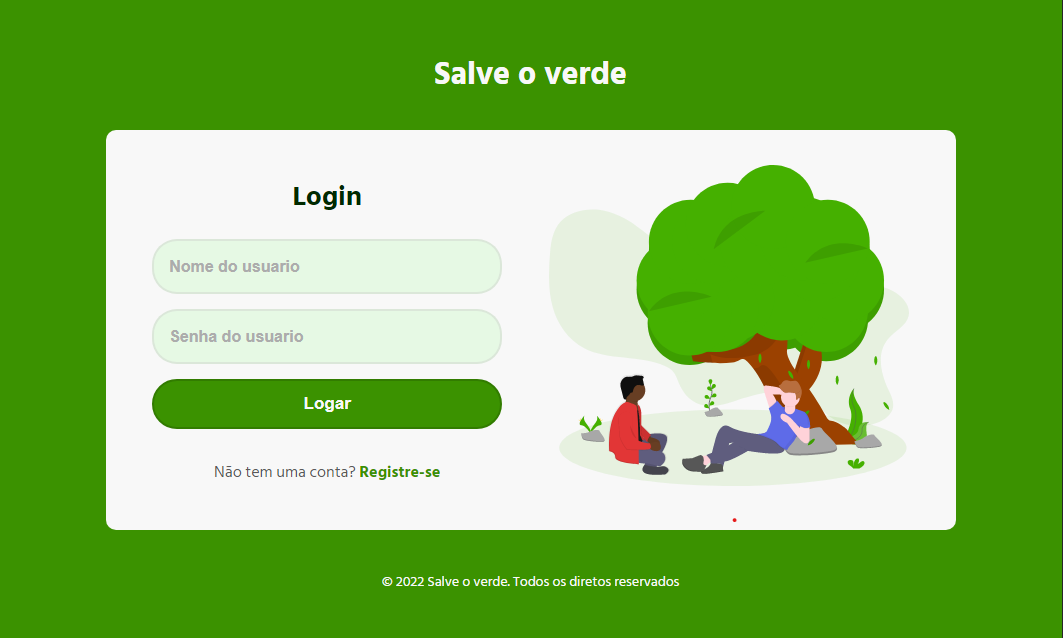 Salve o verde
Login
Nome do usuario
Senha do usuario
Logar
Não tem uma conta? Registre-se
© 2022 Salve o verde. Todos os diretos reservados